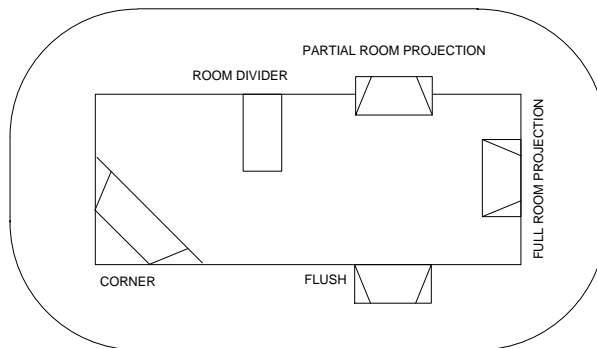 PARTIAL ROOM PROJECTION
ROOM DIVIDER
FULL ROOM PROJECTION
CORNER
FLUSH